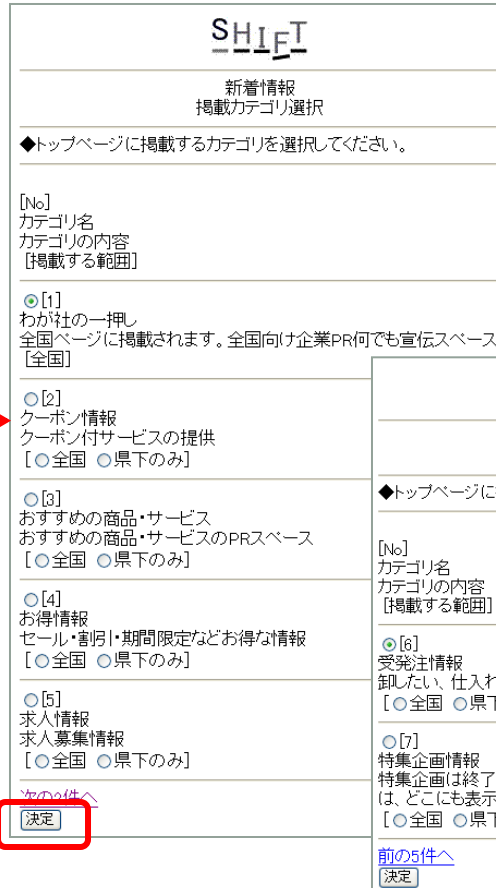 SHIFT
新着情報
掲載カテゴリ選択
◆トップページに掲載するカテゴリを選択してください。
[No]
カテゴリ名
カテゴリの内容
[掲載する範囲]
[1]
わが社の一押し
全国ページに掲載されます。全国向け企業PR何でも宣伝スペース
[全国]
[2]
クーポン情報
クーポン付サービスの提供
[○全国 ○県下のみ]
[3]
おすすめの商品・サービス
おすすめの商品・サービスのPRスペース
[○全国 ○県下のみ]
[4]
お得情報
セール・割引・期間限定などお得な情報
[○全国 ○県下のみ]
[5]
求人情報
求人募集情報
[○全国 ○県下のみ]
次の2件へ
決定
◆トップページに
[No]
カテゴリ名
カテゴリの内容
[掲載する範囲]
[6]
受発注情報
卸したい、仕入れ
[○全国 ○県下
[7]
特集企画情報
特集企画は終了
は、どこにも表示
[○全国 ○県下
前の5件へ
決定